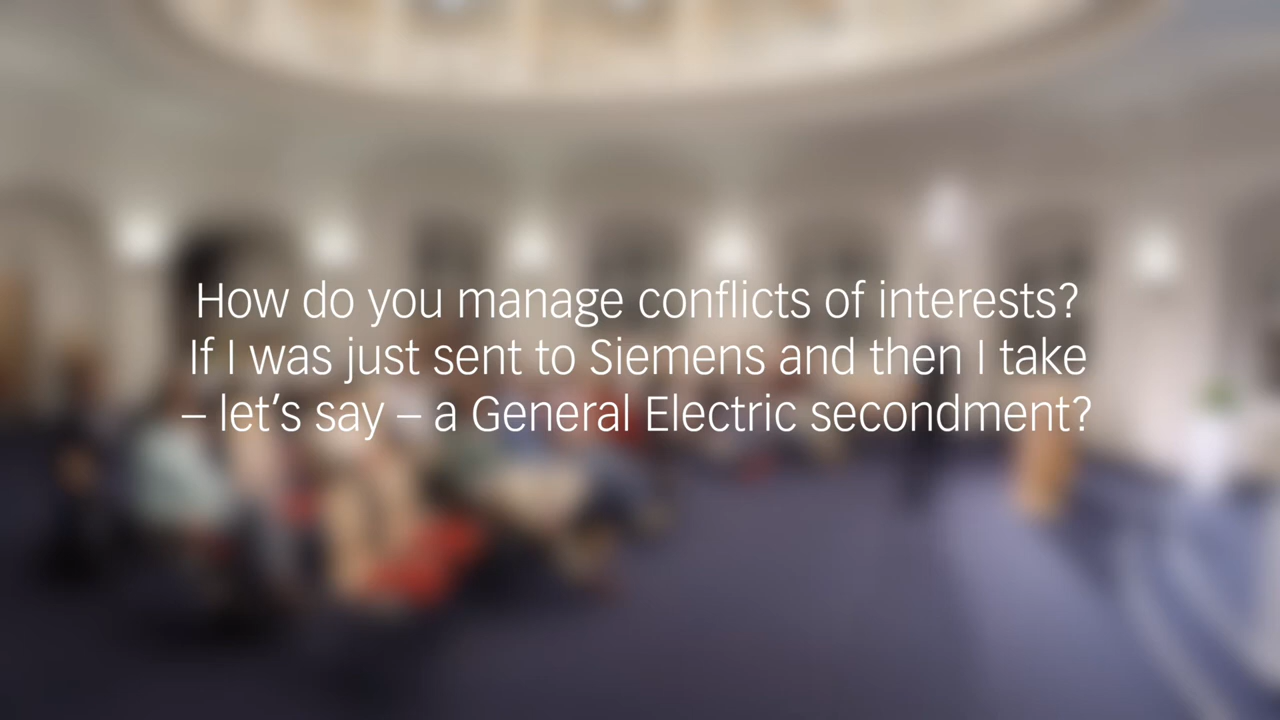 How do you manage conflicts of interests?
If I was just sent to Siemens and then I take
– let’s say – a General Electric secondment?